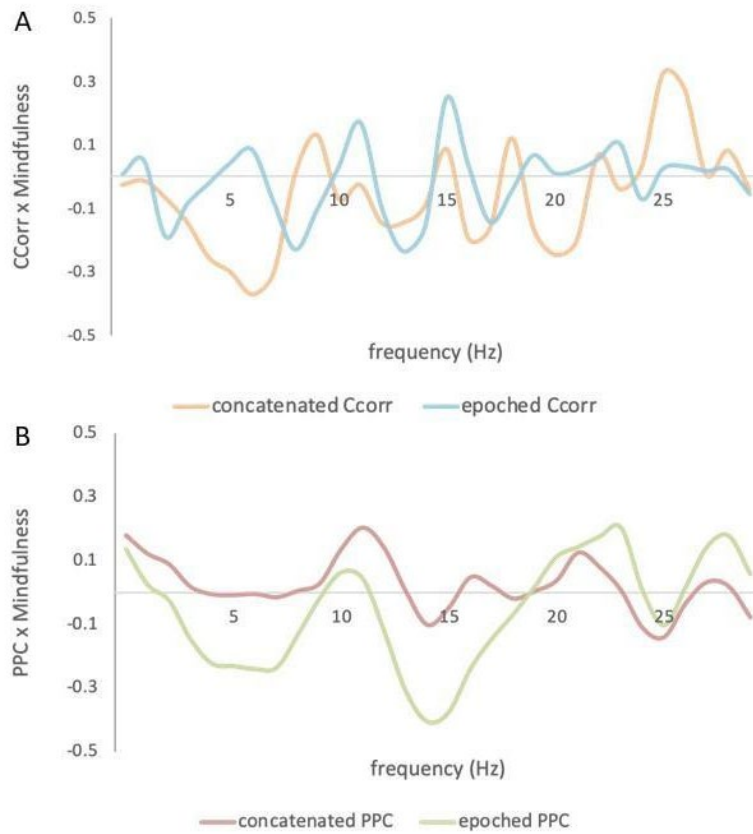 A
0.5
0.3
0.1
-0.1
-0.3
-0.5
CCorr x Mindfulness
5 10 15 20 25
frequency (Hz)
concatenated Ccorr epoched Ccorr
B
0.5
0.3
0.1
-0.1
-0.3
-0.5
PPC x Mindfulness
5 10 15 20 25
frequency (Hz)
concatenated PPC epoched PPC